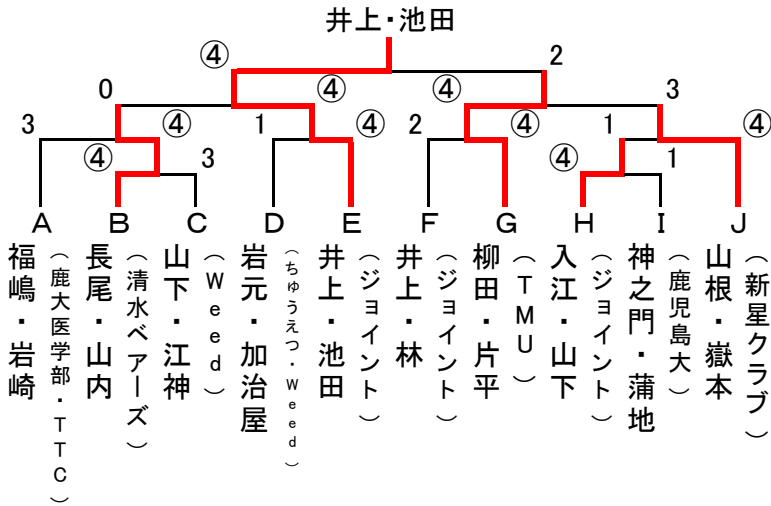 井上・池田
④ 2
0 ④ ④ 3
3 ④ 1 ④ 2 ④ 1 ④
④ 3 ④ 1
A B C D E F G H I J
福嶋・岩崎
（鹿大医学部・TTC）
長尾・山内
（清水ベアーズ）
山下・江神
（Weed）
岩元・加治屋
（ちゅうえつ・Weed）
井上・池田
（ジョイント）
井上・林
（ジョイント）
柳田・片平
（TMU）
入江・山下
（ジョイント）
神之門・蒲地
（鹿児島大）
山根・嶽本
（新星クラブ）